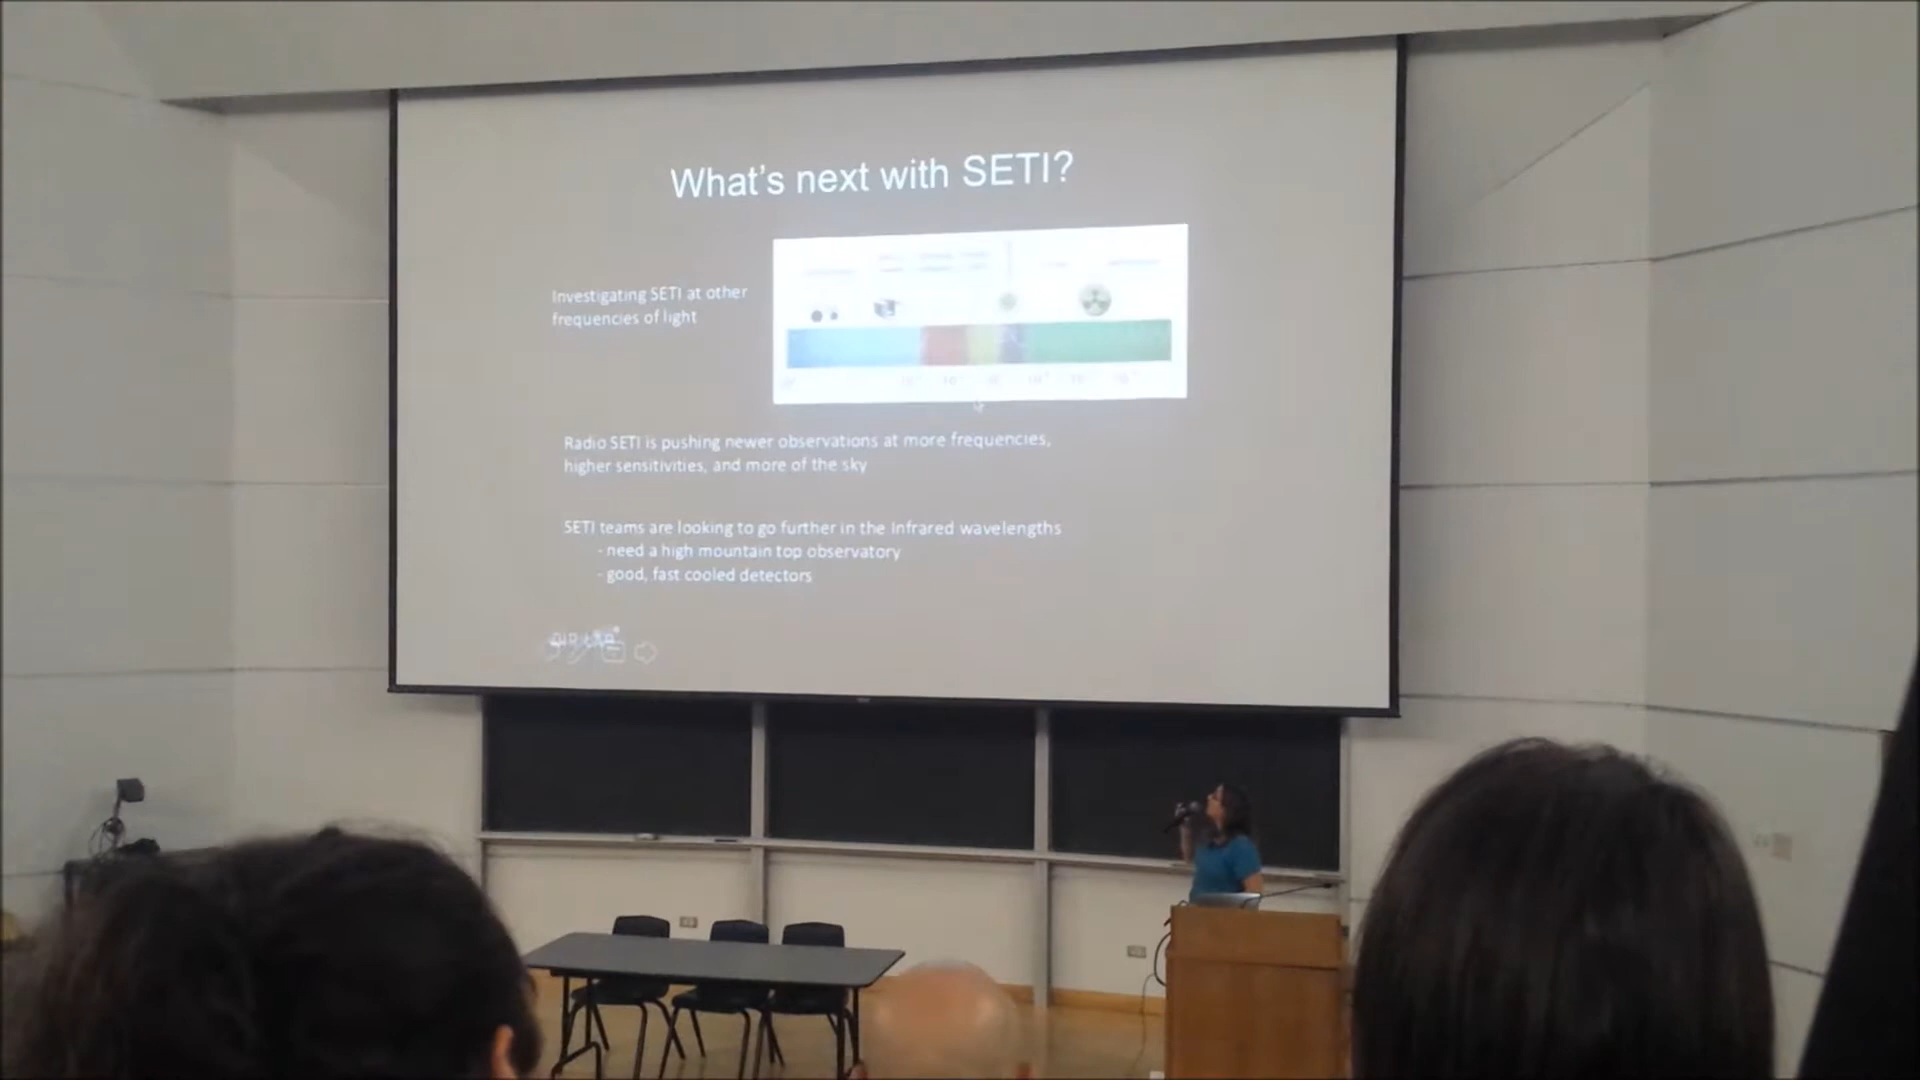 What's next with SETI?
Investigating SETI at other
frequencies of light
Radio SETI is pushing newer observations at more frequencies,
higher sensitivities, and more of the sky
SETI teams are looking to go further in the Infrared wavelengths
- need a high mountain top observatory
- good, fast cooled detectors